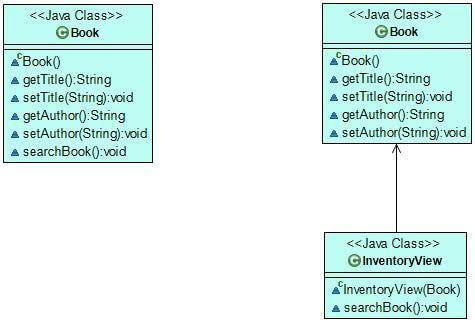 <<Java Class>>
Book
Book()
getTitle():String
setTitle(String):void
getAuthor():String
setAuthor(String):void
searchBook():void
<<Java Class>>
Book
Book()
getTitle():String
setTitle(String):void
getAuthor():String
setAuthor(String):void
<<Java Class>>
InventoryView
InventoryView(Book)
searchBook():void